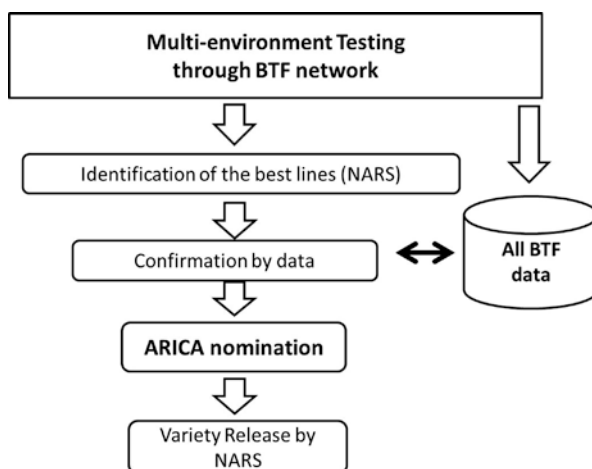 Multi-environment Testing
through BTF network
Identification of the best lines (NARS)
Confirmation by data
All BTF
data
ARICA nomination
Variety Release by
NARS